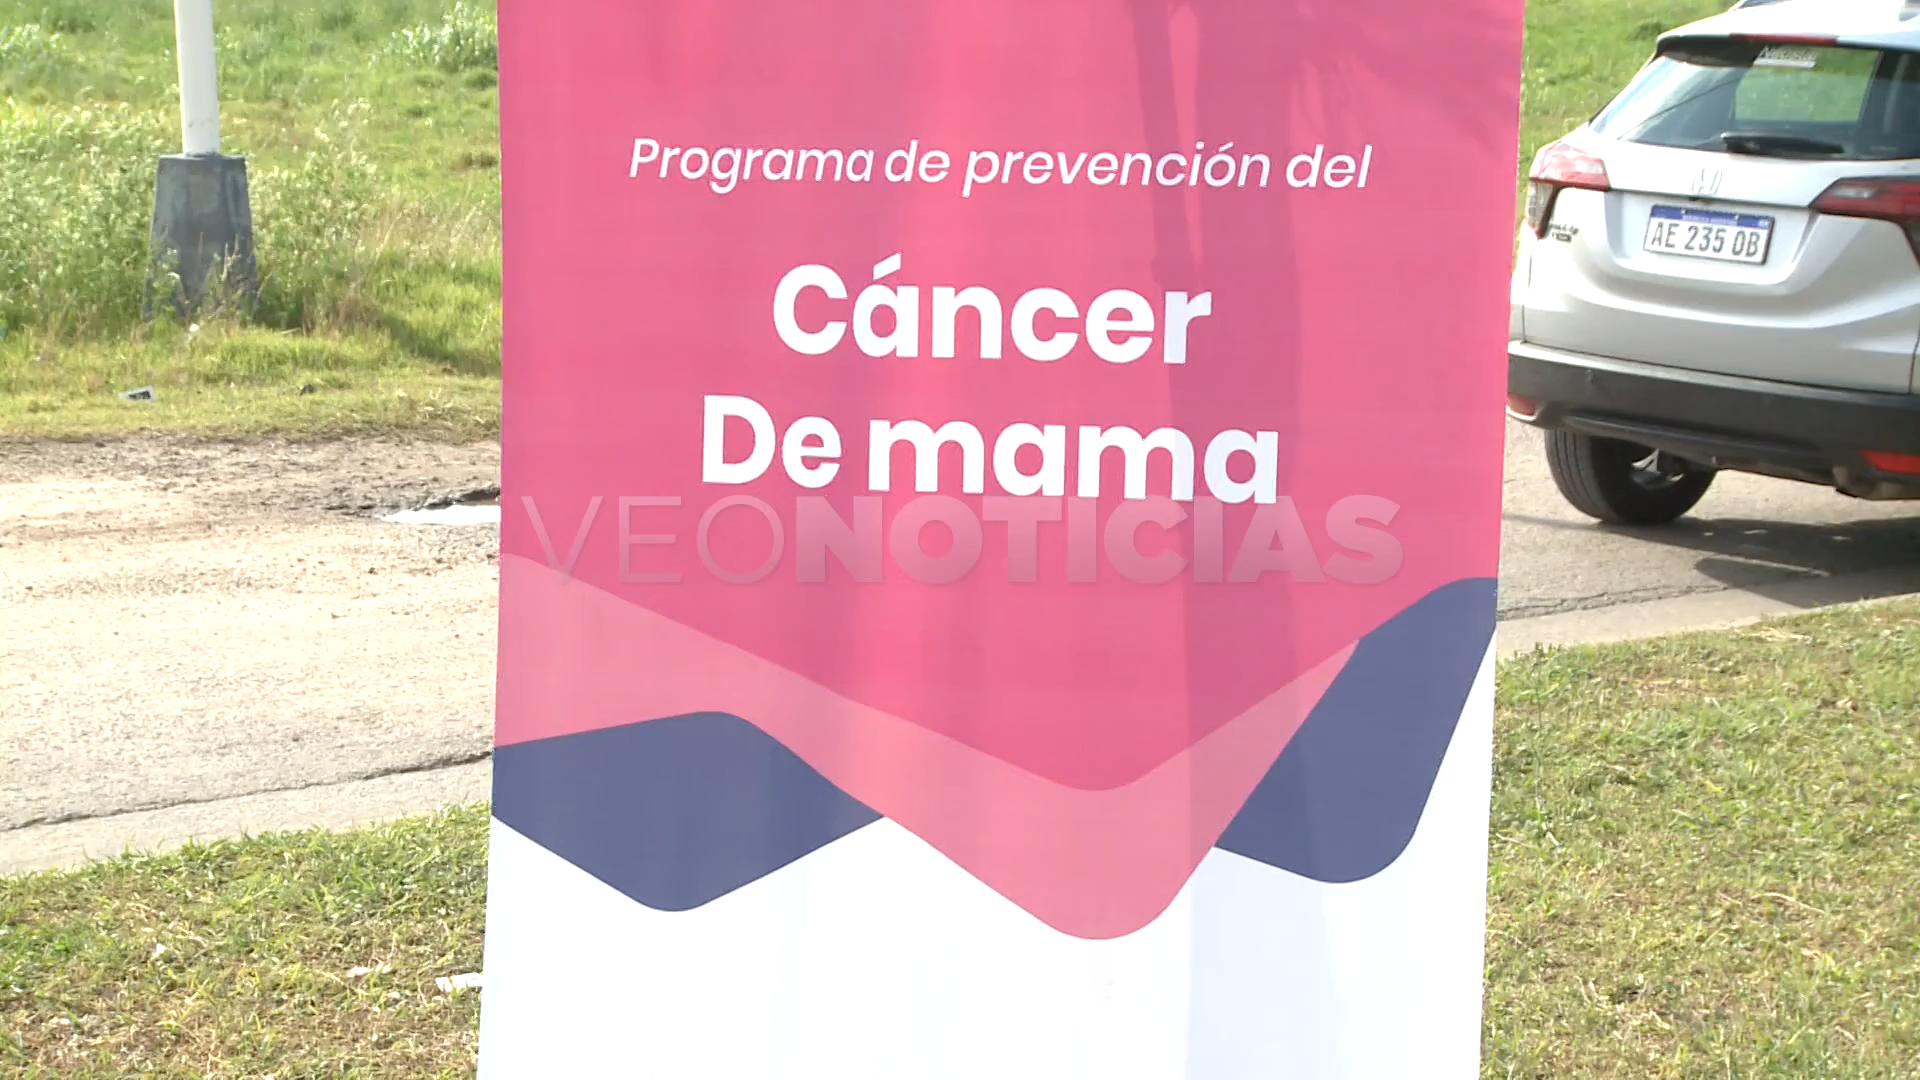 Programa de prevención del
Cáncer
De mama
VEONOTICIAS
AE 235 OB